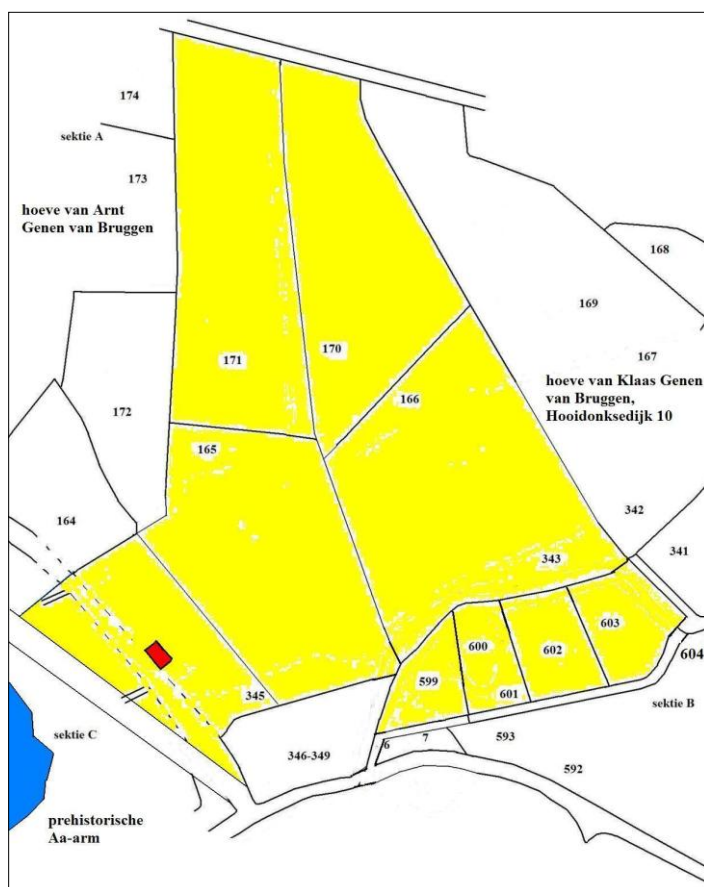 174
sektie A
173
hoeve van Arnt
Genen van Bruggen
168
169
171
170
167
hoeve van Klaas Genen
van Bruggen,
Hooidonksedijk 10
166
172
165
164
342
341
343
603
600
602
604
599
601
345
sektie B
sektie C
346-349
6
7
593
592
prehistorische
Aa-arm